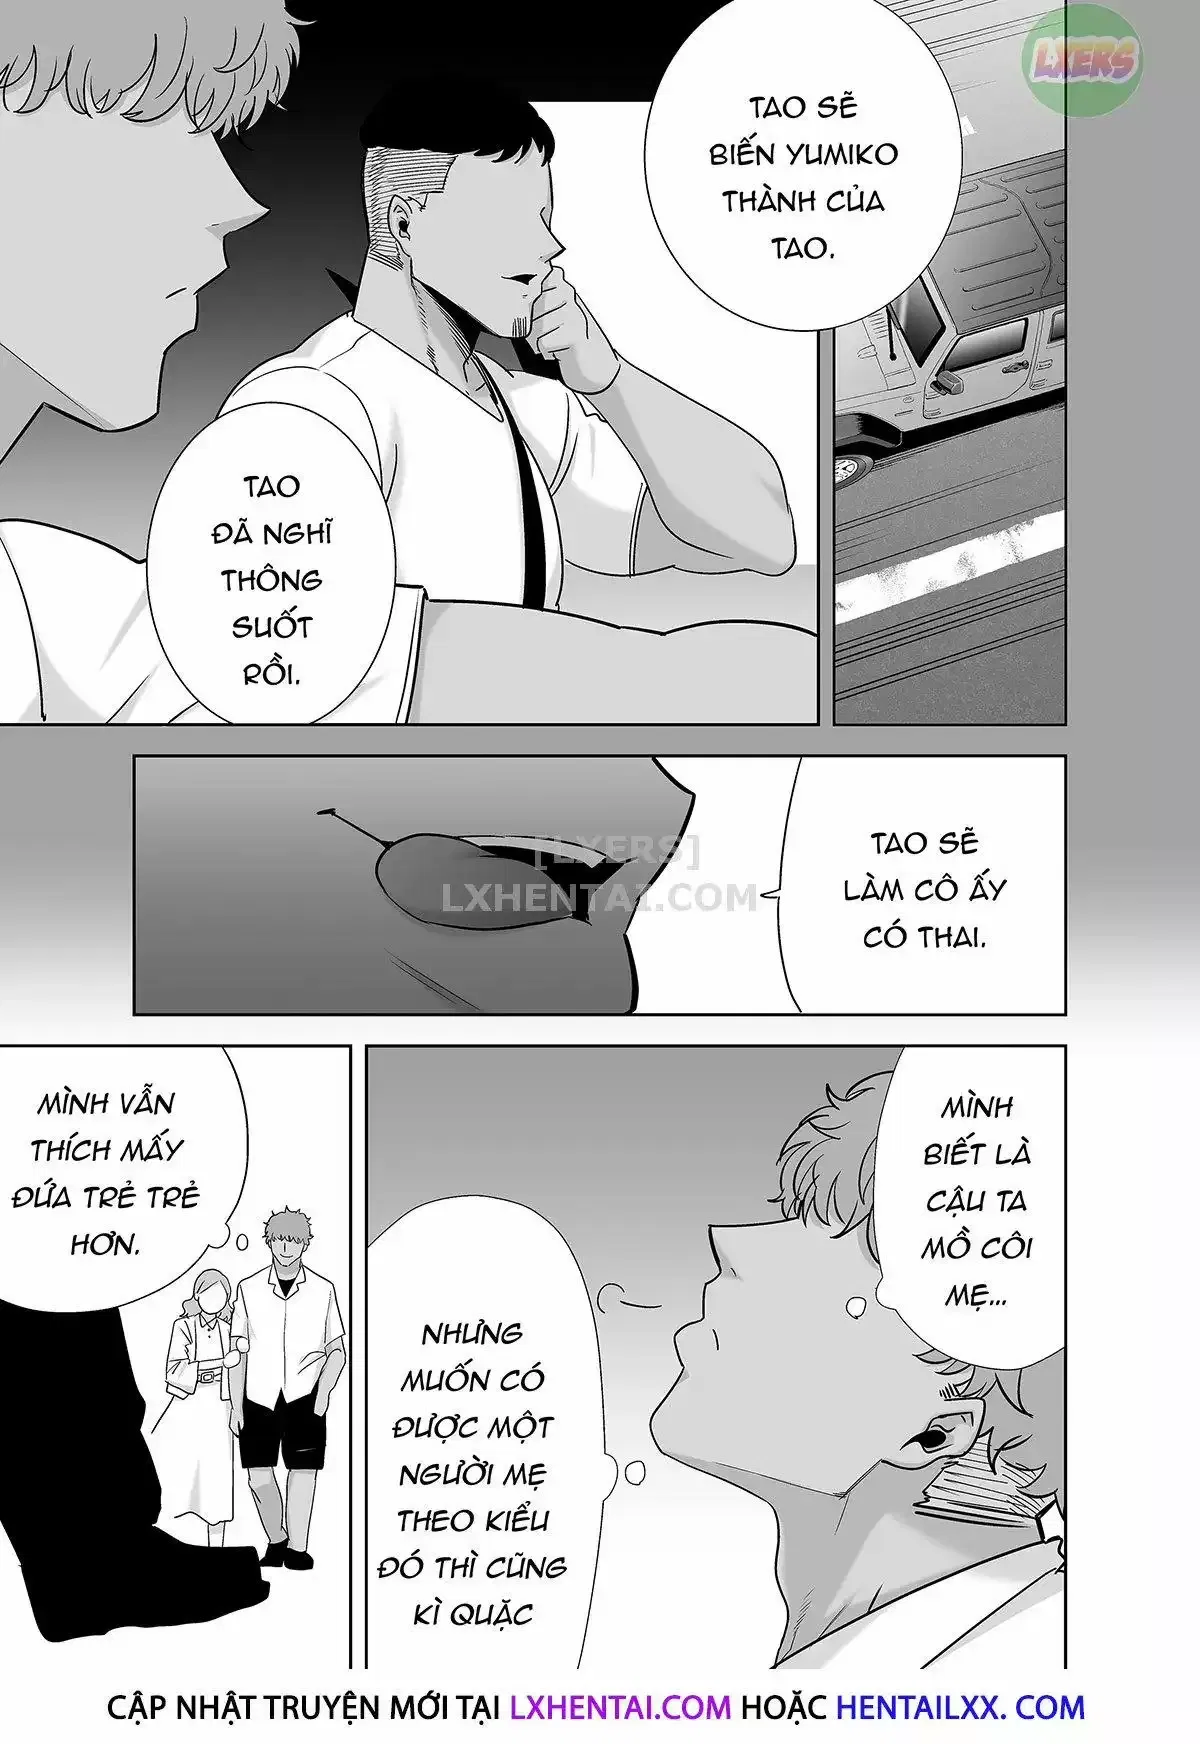 LXERS
TAO SẼ
BIẾN YUMIKO
THÀNH CỦA
TAO.
TAO
ĐÃ NGHĨ
THÔNG
SUỐT
RỒI.
TAO SẼ
LÀM CÔ ẤY
CÓ THAI.
[LXERS]
LXHENTAI.COM
MÌNH
BIẾT LÀ
CẬU TA
MỒ CÔI
MẸ...
NHƯNG
MUỐN CÓ
ĐƯỢC MỘT
NGƯỜI MẸ
THEO KIỂU
ĐÓ THÌ CŨNG
KÌ QUẶC
MÌNH VẪN
THÍCH MẤY
ĐỨA TRẺ TRẺ
HƠN.
CẬP NHẬT TRUYỆN MỚI TẠI LXHENTAI.COM HOẶC HENTAILXX. COM